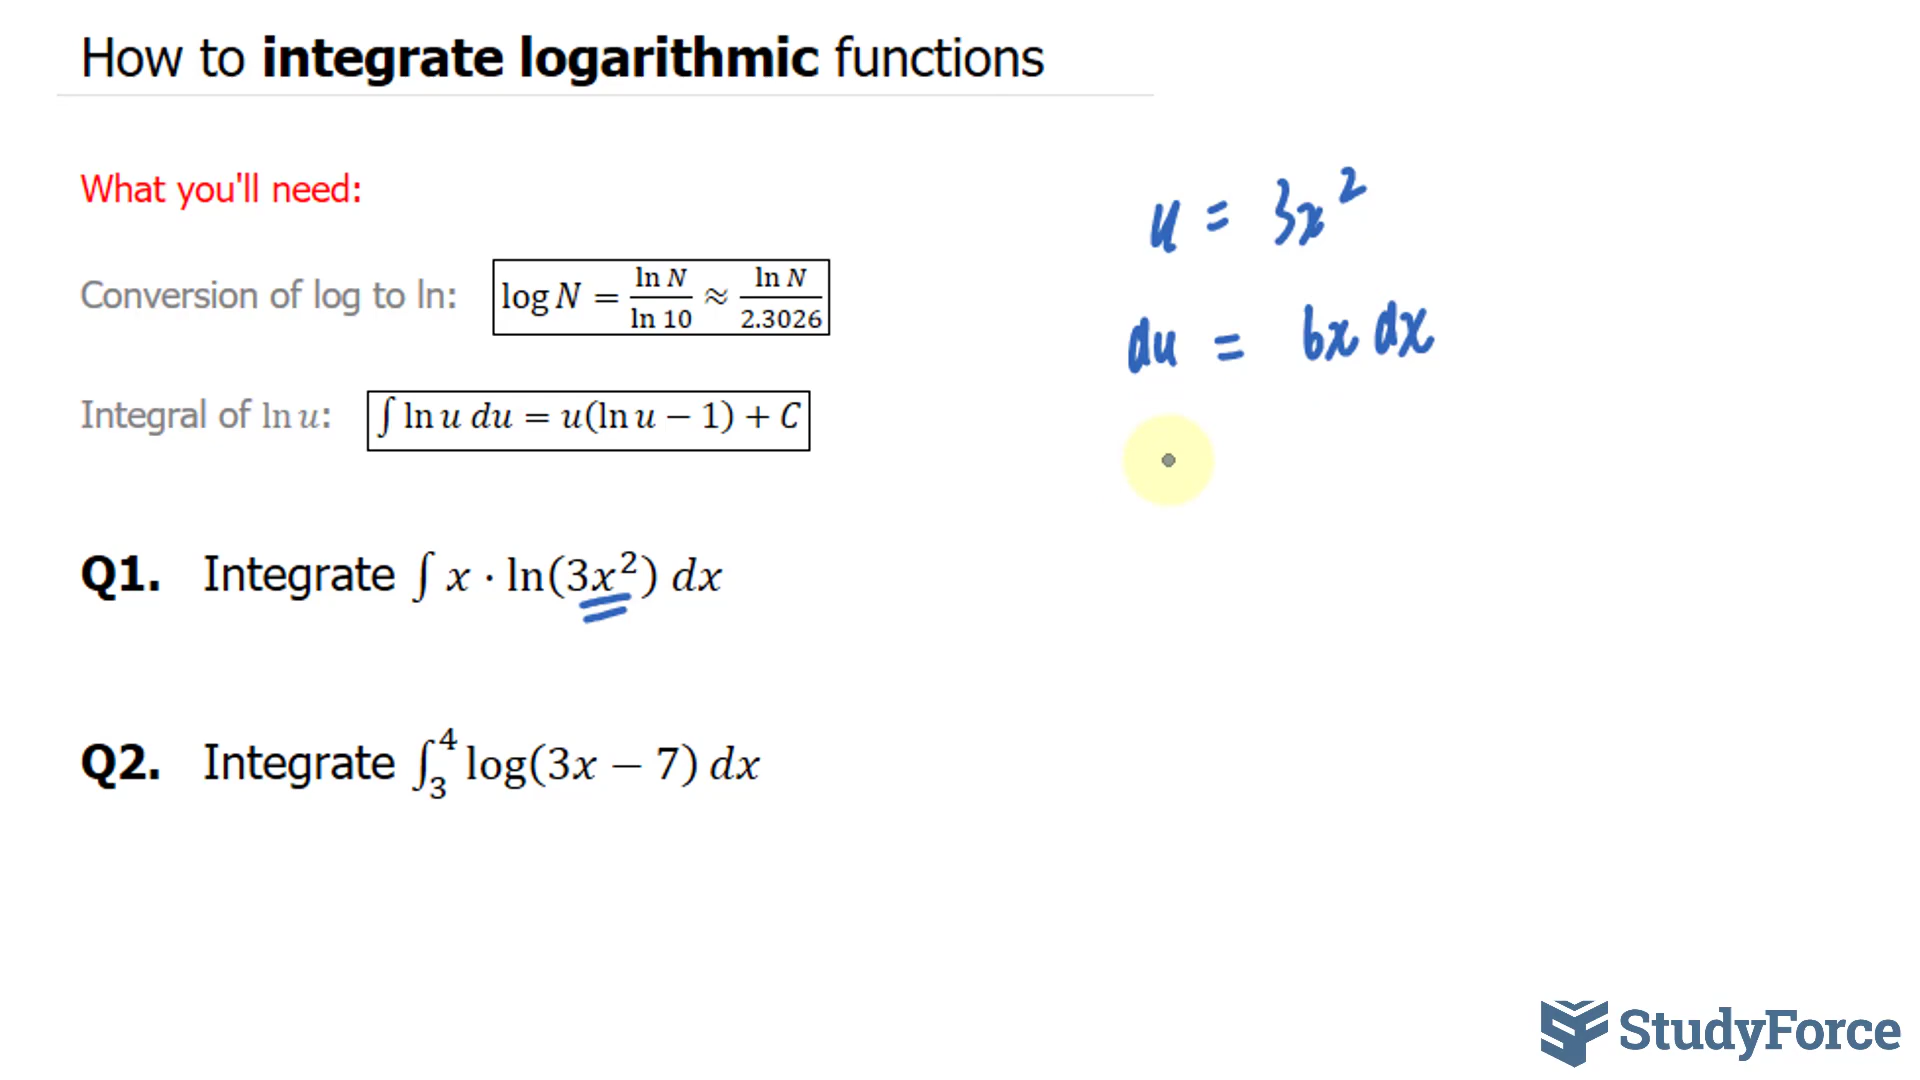 How to integrate logarithmic functions
What you'll need:
u = 3x²
Conversion of log to ln: log N = ln N / ln 10 ≈ ln N / 2.3026
du = 6x dx
Integral of ln u: ∫ ln u du = u(ln u − 1) + C
Q1. Integrate ∫ x · ln(3x²) dx
Q2. Integrate ∫₃⁴ log(3x − 7) dx
StudyForce